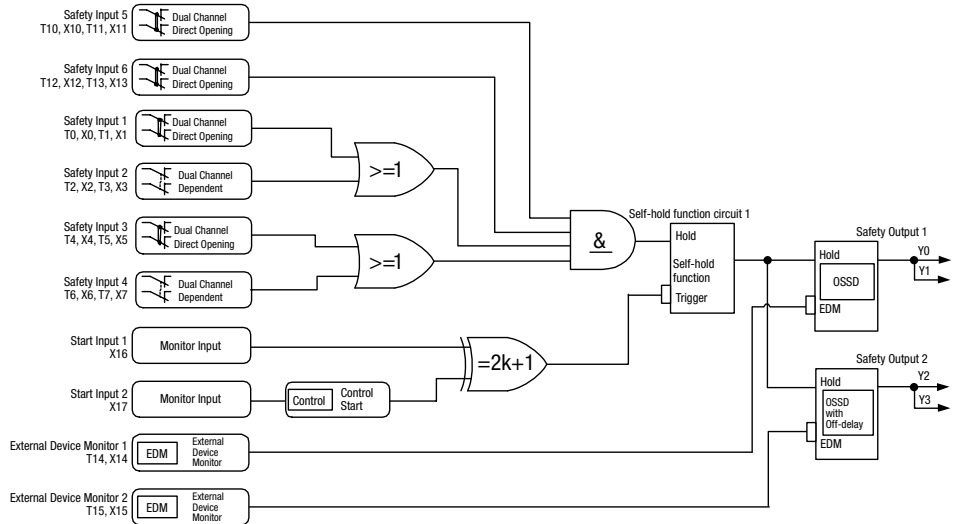 Safety Input 5
T10, X10, T11, X11
Dual Channel
Direct Opening
Safety Input 6
T12, X12, T13, X13
Dual Channel
Direct Opening
Safety Input 1
T0, X0, T1, X1
Dual Channel
Direct Opening
Safety Input 2
T2, X2, T3, X3
Dual Channel
Dependent
>=1
Safety Input 3
T4, X4, T5, X5
Dual Channel
Direct Opening
Safety Input 4
T6, X6, T7, X7
Dual Channel
Dependent
>=1
&
Self-hold function circuit 1
Hold
Self-hold
function
Trigger
Safety Output 1
Hold
OSSD
EDM
Y0
Y1
Start Input 1
X16
Monitor Input
=2k+1
Start Input 2
X17
Monitor Input
Control
Control
Start
Safety Output 2
Hold
OSSD
with
Off-delay
EDM
Y2
Y3
External Device Monitor 1
T14, X14
EDM
External
Device
Monitor
External Device Monitor 2
T15, X15
EDM
External
Device
Monitor